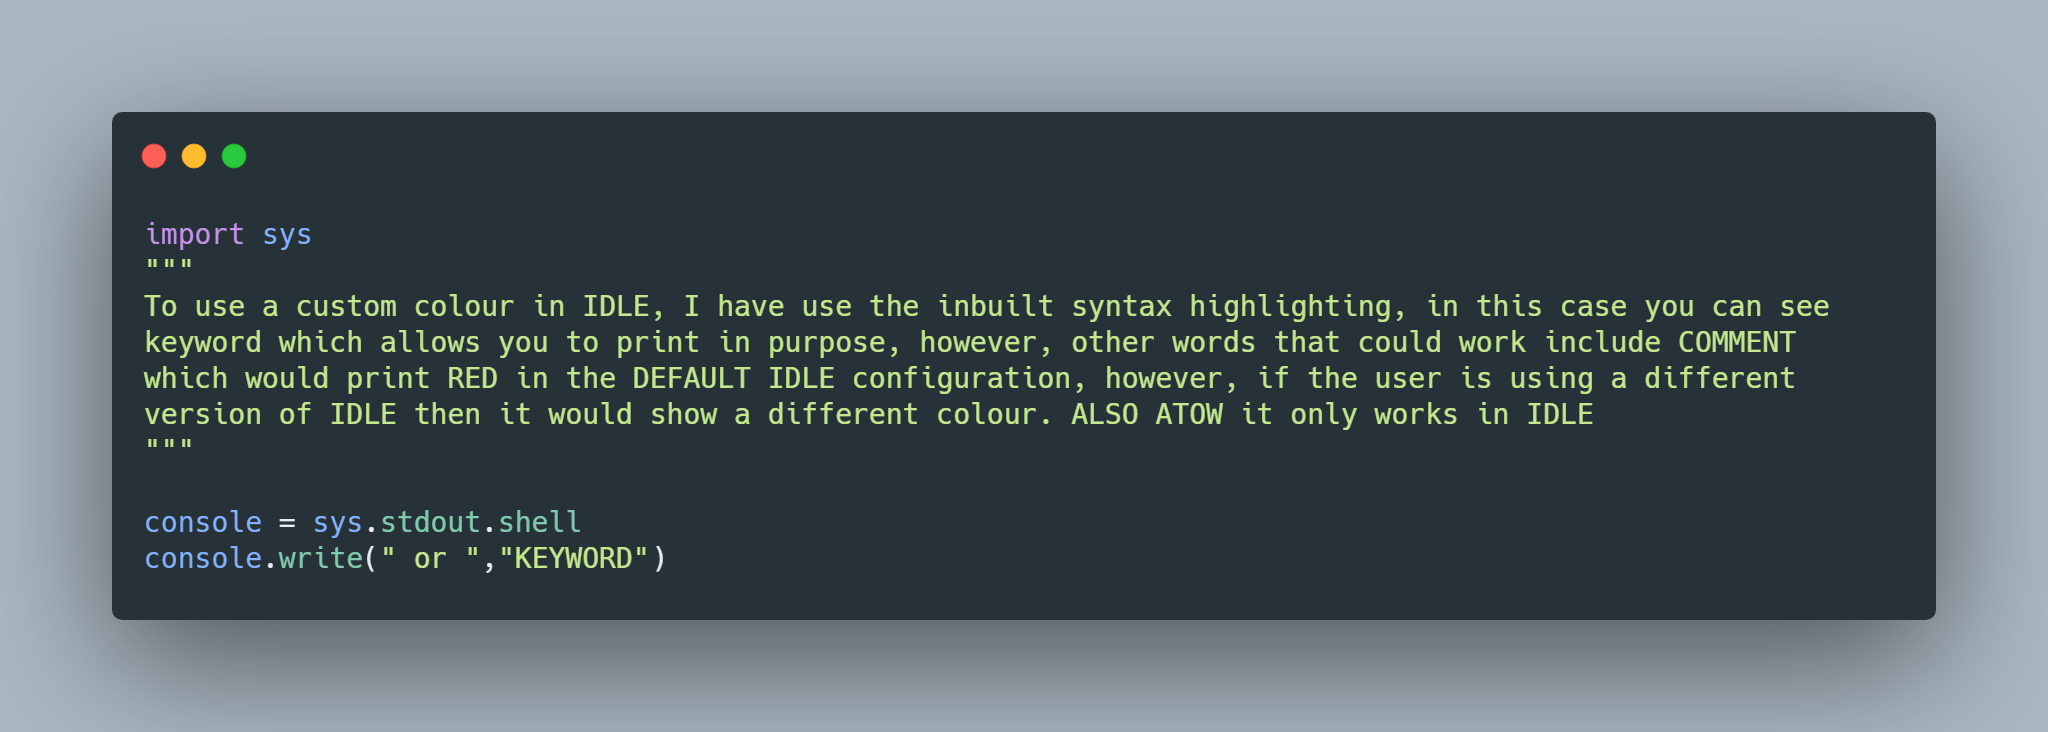 import sys
"""
To use a custom colour in IDLE, I have use the inbuilt syntax highlighting, in this case you can see
keyword which allows you to print in purpose, however, other words that could work include COMMENT
which would print RED in the DEFAULT IDLE configuration, however, if the user is using a different
version of IDLE then it would show a different colour. ALSO ATOW it only works in IDLE
"""
console = sys.stdout.shell
console.write(" or ","KEYWORD")